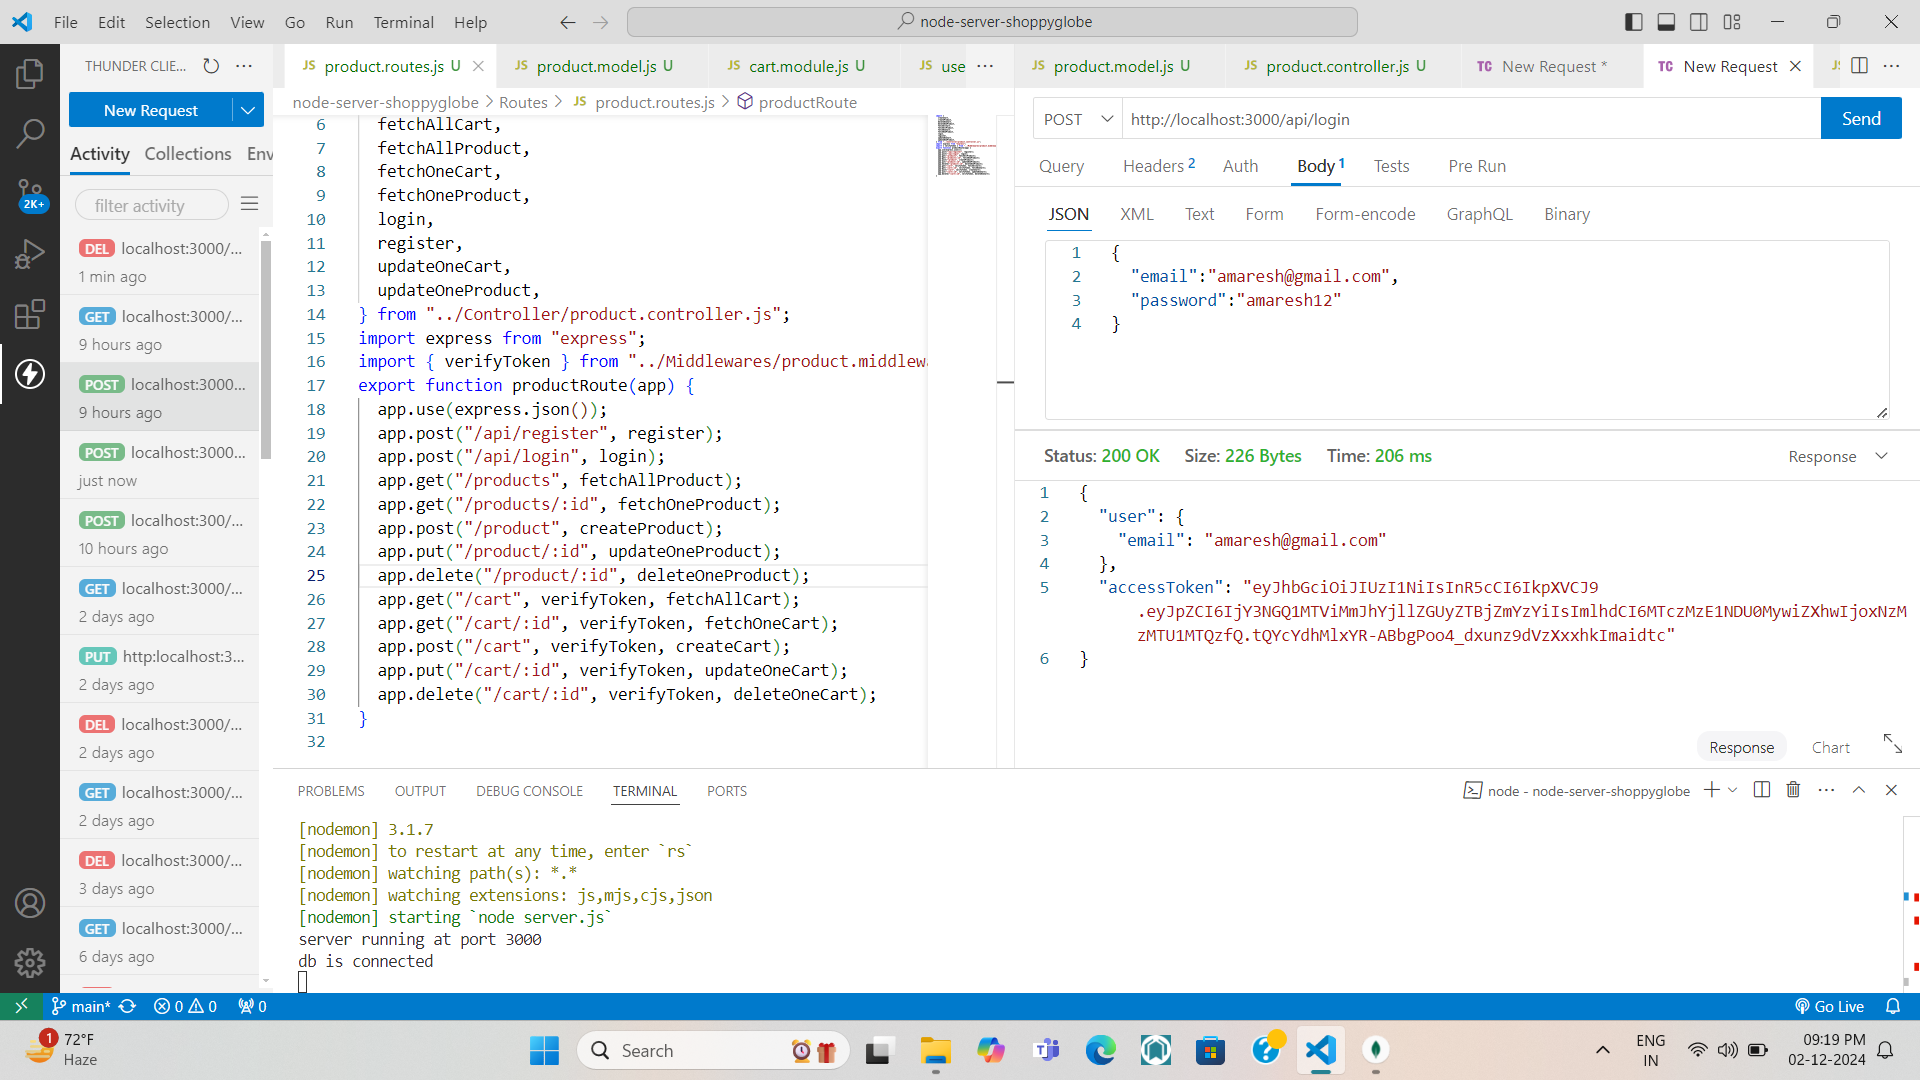 File Edit Selection View Go Run Terminal Help
node-server-shoppyglobe
THUNDER CLIE...
New Request
Activity Collections Env
filter activity
DEL localhost:3000/...
1 min ago
GET localhost:3000/...
9 hours ago
POST localhost:3000...
9 hours ago
POST localhost:3000...
just now
POST localhost:300/...
10 hours ago
GET localhost:3000/...
2 days ago
PUT http:localhost:3...
2 days ago
DEL localhost:3000/...
2 days ago
GET localhost:3000/...
2 days ago
DEL localhost:3000/...
3 days ago
GET localhost:3000/...
6 days ago
2K+
JS product.routes.js U
JS product.model.js U
JS cart.module.js U
JS use ...
node-server-shoppyglobe > Routes > JS product.routes.js > productRoute
6 fetchAllCart,
7 fetchAllProduct,
8 fetchOneCart,
9 fetchOneProduct,
10 login,
11 register,
12 updateOneCart,
13 updateOneProduct,
14 } from "../Controller/product.controller.js";
15 import express from "express";
16 import { verifyToken } from "../Middlewares/product.middlew
17 export function productRoute(app) {
18 app.use(express.json());
19 app.post("/api/register", register);
20 app.post("/api/login", login);
21 app.get("/products", fetchAllProduct);
22 app.get("/products/:id", fetchOneProduct);
23 app.post("/product", createProduct);
24 app.put("/product/:id", updateOneProduct);
25 app.delete("/product/:id", deleteOneProduct);
26 app.get("/cart", verifyToken, fetchAllCart);
27 app.get("/cart/:id", verifyToken, fetchOneCart);
28 app.post("/cart", verifyToken, createCart);
29 app.put("/cart/:id", verifyToken, updateOneCart);
30 app.delete("/cart/:id", verifyToken, deleteOneCart);
31 }
32
JS product.model.js U
JS product.controller.js U
TC New Request *
TC New Request
POST http://localhost:3000/api/login Send
Query Headers 2 Auth Body 1 Tests Pre Run
JSON XML Text Form Form-encode GraphQL Binary
1 {
2 "email":"amaresh@gmail.com",
3 "password":"amaresh12"
4 }
Status: 200 OK Size: 226 Bytes Time: 206 ms Response
1 {
2 "user": {
3 "email": "amaresh@gmail.com"
4 },
5 "accessToken": "eyJhbGciOiJIUzI1NiIsInR5cCI6IkpXVCJ9
.eyJpZCI6IjY3NGQ1MTViMmJhYjllZGUyZTBjZmYzYiIsImlhdCI6MTczMzE1NDU0MywiZXhwIjoxNzM
zMTU1MTQzfQ.tQYcYdhMlxYR-ABbgPoo4_dxunz9dVzXxxhkImaidtc"
6 }
Response Chart
PROBLEMS OUTPUT DEBUG CONSOLE TERMINAL PORTS
node - node-server-shoppyglobe
[nodemon] 3.1.7
[nodemon] to restart at any time, enter `rs`
[nodemon] watching path(s): *.*
[nodemon] watching extensions: js,mjs,cjs,json
[nodemon] starting `node server.js`
server running at port 3000
db is connected
main* 0 0 0 Go Live
1
72°F
Haze
Search
ENG
IN
09:19 PM
02-12-2024